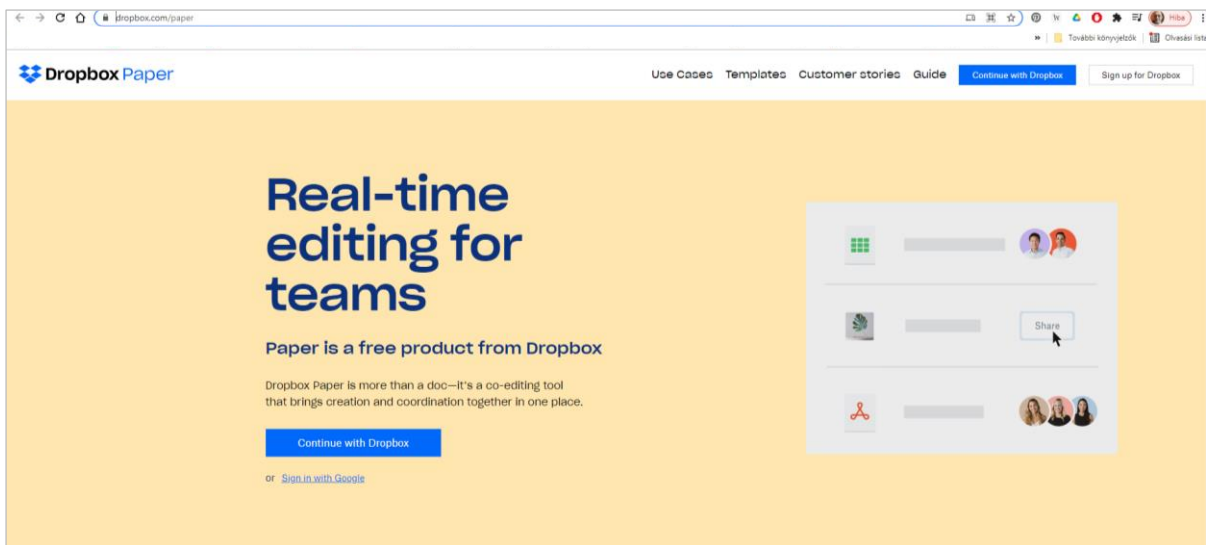 dropbox.com/paper
Hiba
»
További könyvjelzők
Olvasási lista
Dropbox Paper
Use Cases Templates Customer stories Guide Continue with Dropbox Sign up for Dropbox
Real-time
editing for
teams
Paper is a free product from Dropbox
Dropbox Paper is more than a doc—it's a co-editing tool
that brings creation and coordination together in one place.
Continue with Dropbox
or Sign in with Google
Share